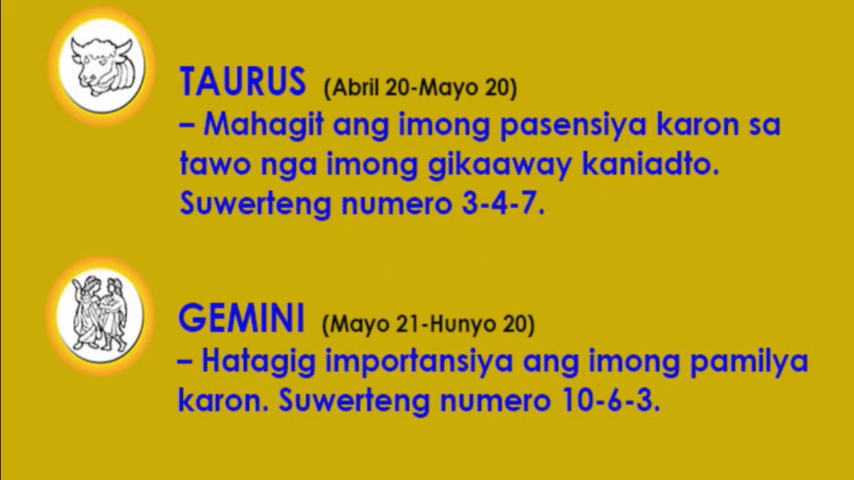 TAURUS (Abril 20-Mayo 20)
– Mahagit ang imong pasensiya karon sa
tawo nga imong gikaaway kaniadto.
Suwerteng numero 3-4-7.
GEMINI (Mayo 21-Hunyo 20)
– Hatagig importansiya ang imong pamilya
karon. Suwerteng numero 10-6-3.